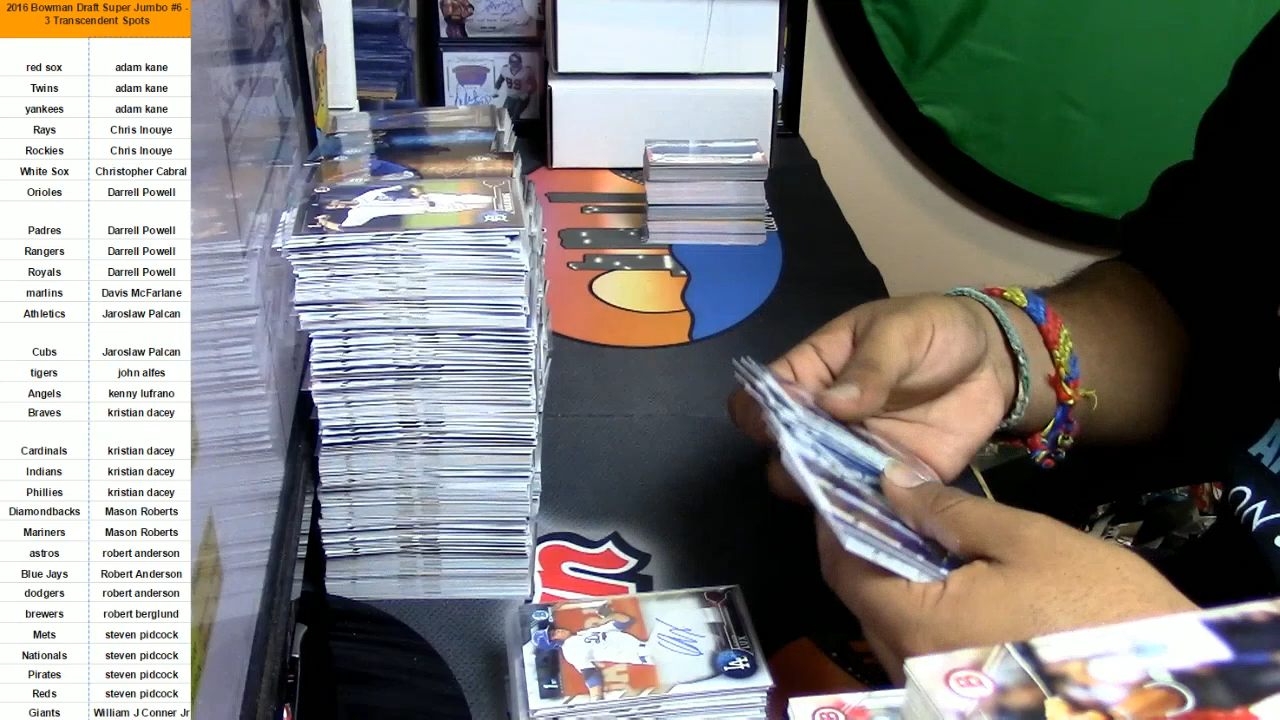 2016 Bowman Draft Super Jumbo #6 -
3 Transcendent Spots
red sox adam kane
Twins adam kane
yankees adam kane
Rays Chris Inouye
Rockies Chris Inouye
White Sox Christopher Cabral
Orioles Darrell Powell
Padres Darrell Powell
Rangers Darrell Powell
Royals Darrell Powell
marlins Davis McFarlane
Athletics Jaroslaw Palcan
Cubs Jaroslaw Palcan
tigers john alfes
Angels kenny lufrano
Braves kristian dacey
Cardinals kristian dacey
Indians kristian dacey
Phillies kristian dacey
Diamondbacks Mason Roberts
Mariners Mason Roberts
astros robert anderson
Blue Jays Robert Anderson
dodgers robert anderson
brewers robert berglund
Mets steven pidcock
Nationals steven pidcock
Pirates steven pidcock
Reds steven pidcock
Giants William J Conner Jr
99
LUX
LA
B
B
ON